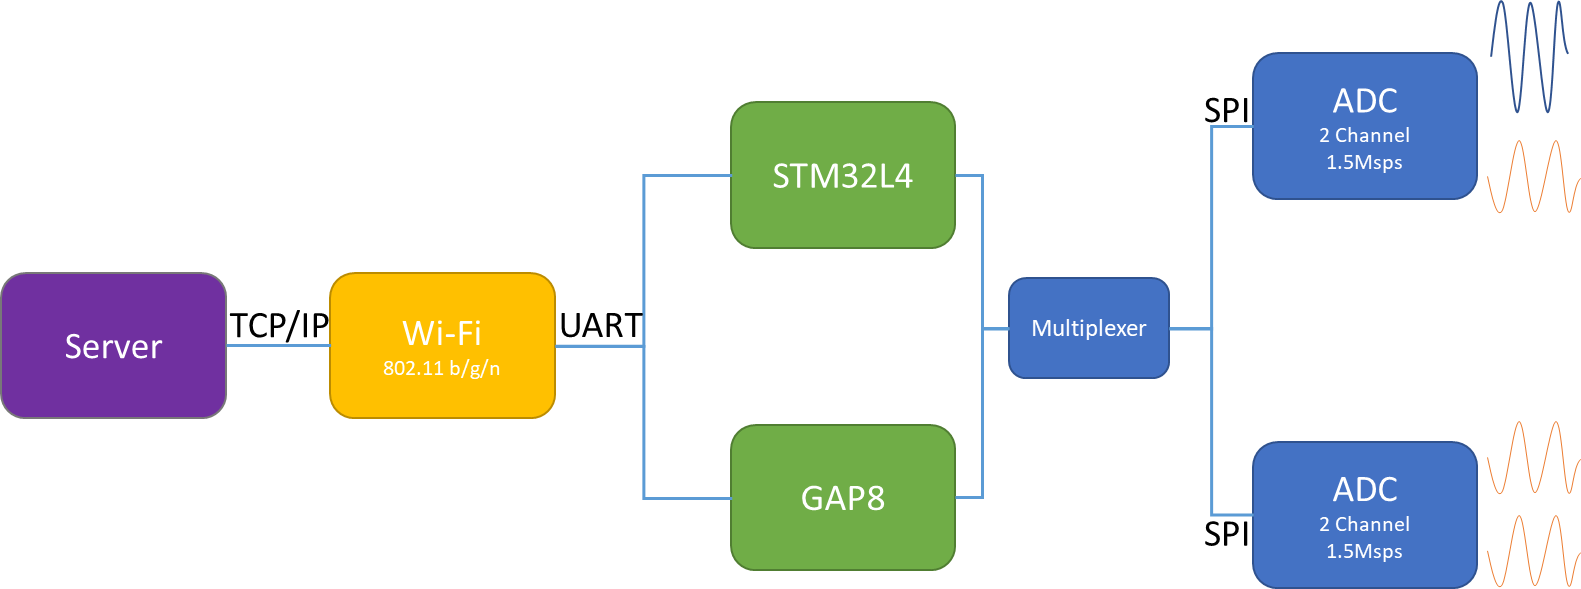 Server
TCP/IP
Wi-Fi
802.11 b/g/n
UART
STM32L4
GAP8
Multiplexer
SPI
ADC
2 Channel
1.5Msps
SPI
ADC
2 Channel
1.5Msps